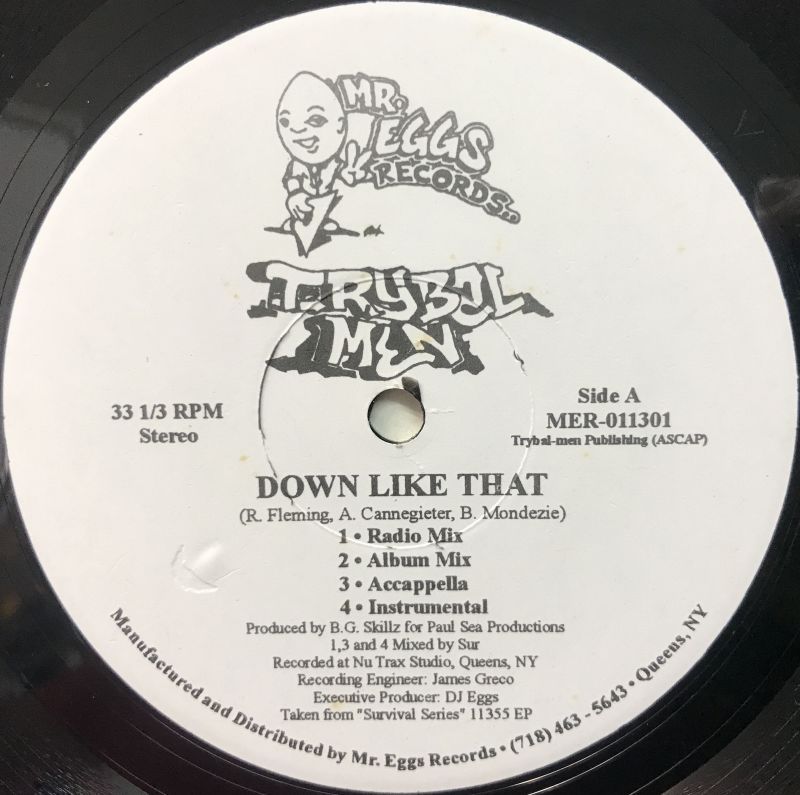 MR.
EGGS
RECORDS...
TRYBEL
MEN
33 1/3 RPM
Stereo
Side A
MER-011301
Trybal-men Publishing (ASCAP)
DOWN LIKE THAT
(R. Fleming, A. Cannegieter, B. Mondezie)
1 • Radio Mix
2 • Album Mix
3 • Accappella
4 • Instrumental
Produced by B.G. Skillz for Paul Sea Productions
1,3 and 4 Mixed by Sur
Recorded at Nu Trax Studio, Queens, NY
Recording Engineer: James Greco
Executive Producer: DJ Eggs
Taken from "Survival Series" 11355 EP
Manufactured and Distributed by Mr. Eggs Records • (718) 463 - 5643 • Queens, NY